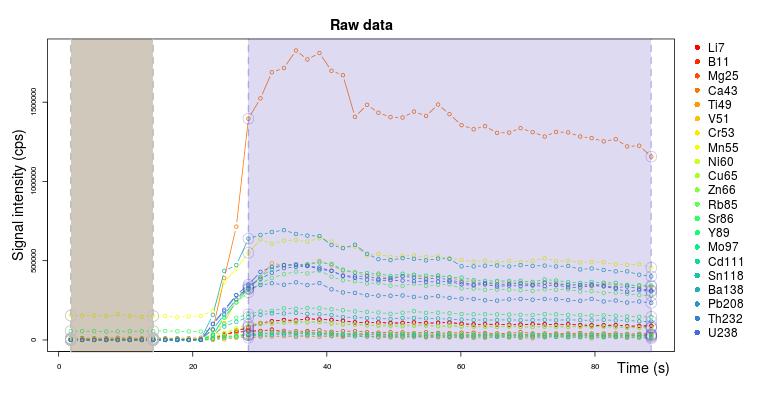 Raw data
Signal intensity (cps)
1500000
1000000
500000
0
0 20 40 60 80
Time (s)
Li7
B11
Mg25
Ca43
Ti49
V51
Cr53
Mn55
Ni60
Cu65
Zn66
Rb85
Sr86
Y89
Mo97
Cd111
Sn118
Ba138
Pb208
Th232
U238